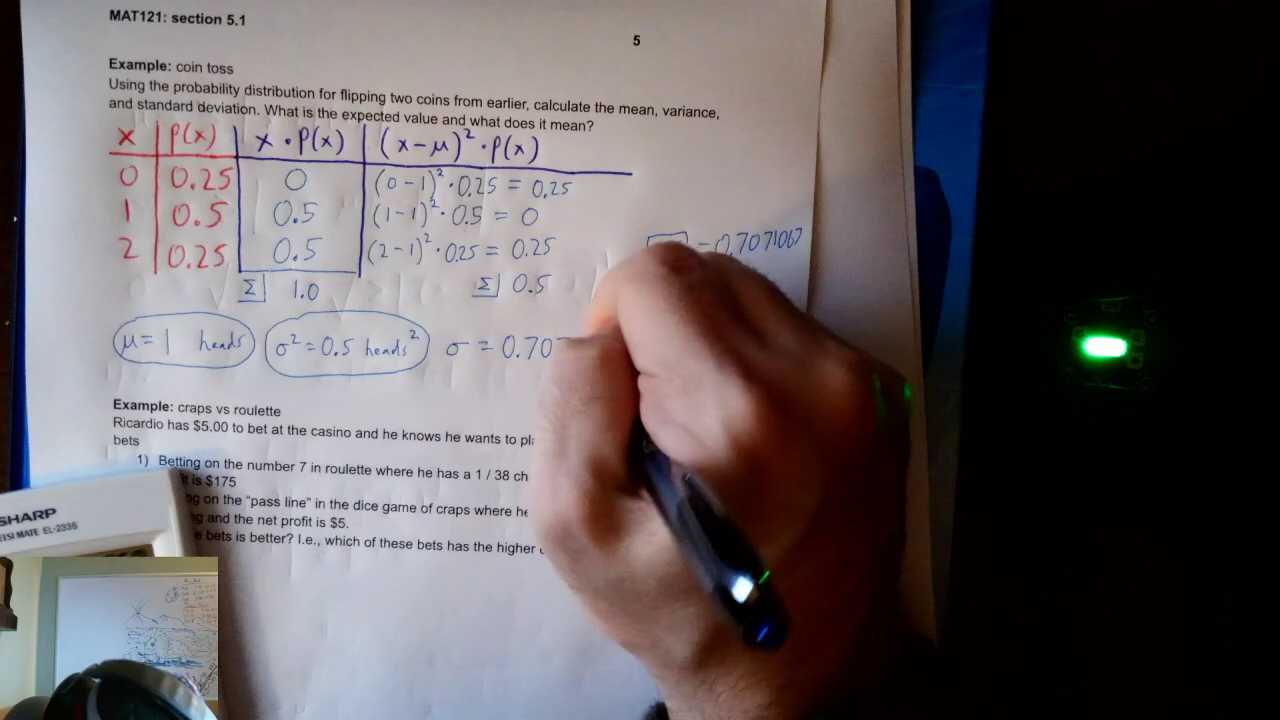 MAT121: section 5.1
5
Example: coin toss
Using the probability distribution for flipping two coins from earlier, calculate the mean, variance,
and standard deviation. What is the expected value and what does it mean?
x P(x) x • P(x) (x-μ)² · P(x)
0 0.25 0 (0-1)² · 0.25 = 0.25
1 0.5 0.5 (1-1)² · 0.5 = 0
2 0.25 0.5 (2-1)² · 0.25 = 0.25
= 0.7071067
Σ 1.0 Σ 0.5
μ = 1 heads σ² = 0.5 heads² σ = 0.707
Example: craps vs roulette
Ricardio has $5.00 to bet at the casino and he knows he wants to
bets
1) Betting on the number 7 in roulette where he has a 1 / 38
is $175
on the “pass line” in the dice game of craps where he
and the net profit is $5.
bets is better? I.e., which of these bets has the higher
SHARP
EL-233S